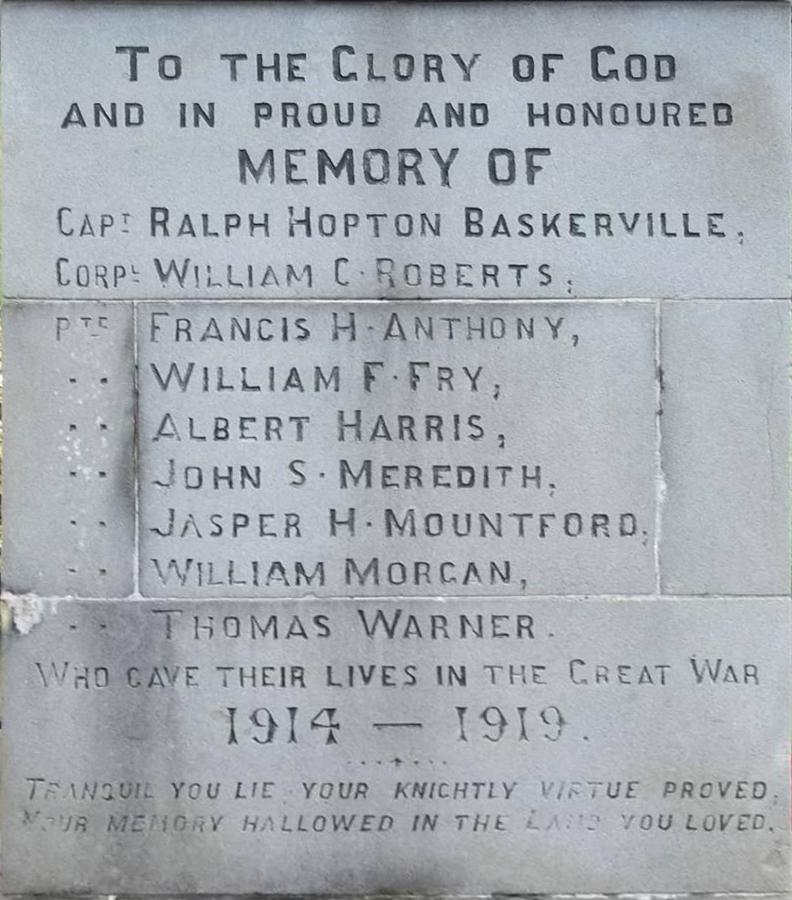 To the Glory of God
and in proud and honoured
Memory of
Capt Ralph Hopton Baskerville,
Corpl William C. Roberts,
Pte Francis H. Anthony,
" William F. Fry,
" Albert Harris,
" John S. Meredith,
" Jasper H. Mountford,
" William Morgan,
" Thomas Warner.
Who gave their lives in the Great War
1914 — 1919.
Tranquil you lie your knightly virtue proved,
Your memory hallowed in the land you loved.